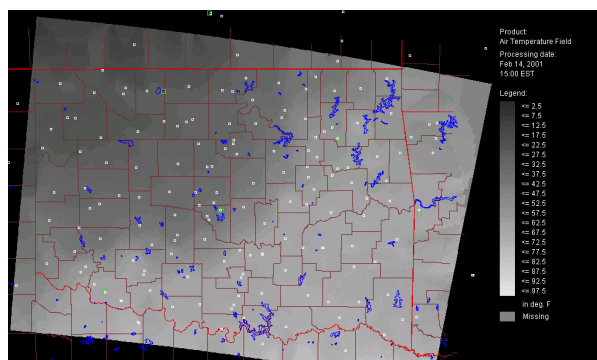 Product:
Air Temperature Field
Processing date:
Feb 14, 2001
15:00 EST
Legend:
<= 2.5
<= 7.5
<= 12.5
<= 17.5
<= 22.5
<= 27.5
<= 32.5
<= 37.5
<= 42.5
<= 47.5
<= 52.5
<= 57.5
<= 62.5
<= 67.5
<= 72.5
<= 77.5
<= 82.5
<= 87.5
<= 92.5
<= 97.5
in deg. F
Missing